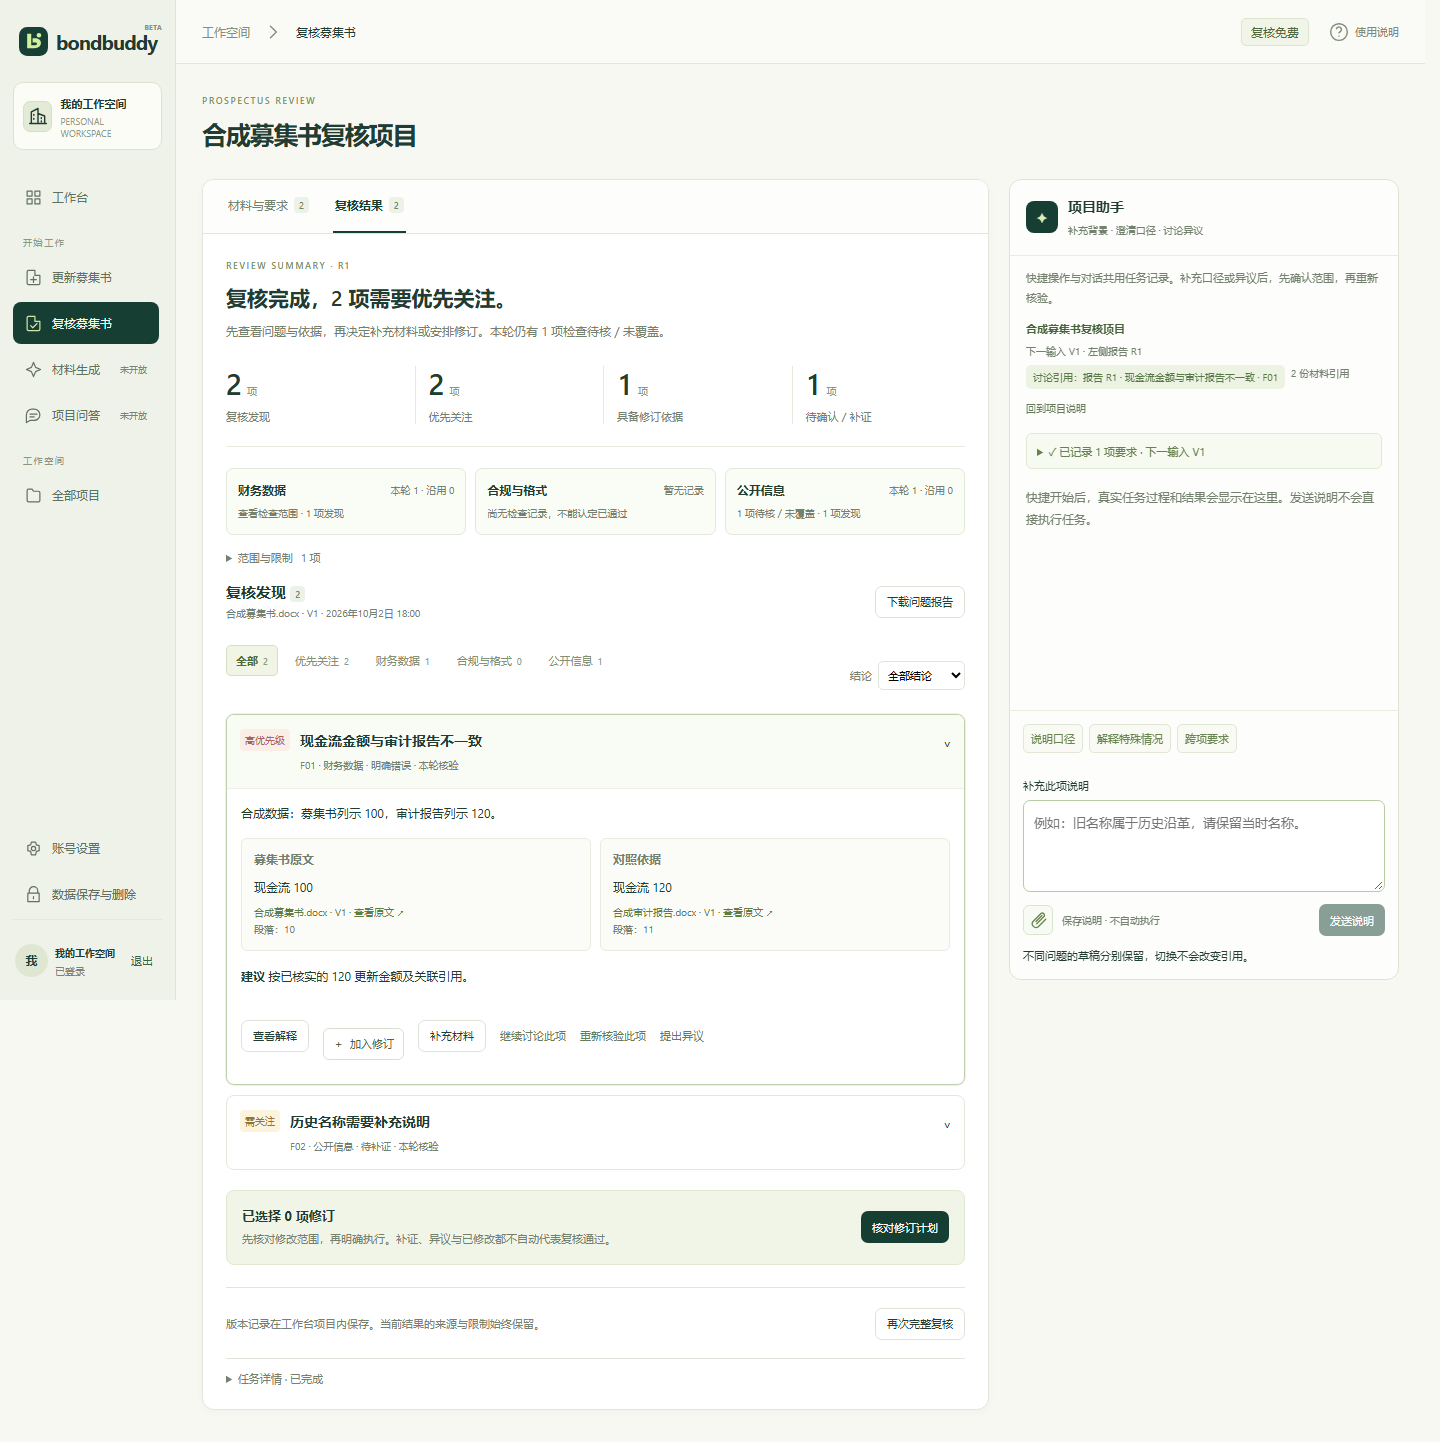 BETA
bondbuddy
我的工作空间
PERSONAL
WORKSPACE
工作台
开始工作
更新募集书
复核募集书
材料生成 未开放
项目问答 未开放
工作空间
全部项目
账号设置
数据保存与删除
我
我的工作空间
已登录
退出
工作空间
复核募集书
复核免费
使用说明
PROSPECTUS REVIEW
合成募集书复核项目
材料与要求 2
复核结果 2
REVIEW SUMMARY · R1
复核完成，2 项需要优先关注。
先查看问题与依据，再决定补充材料或安排修订。本轮仍有 1 项检查待核 / 未覆盖。
2 项
复核发现
2 项
优先关注
1 项
具备修订依据
1 项
待确认 / 补证
财务数据 本轮 1 · 沿用 0
查看检查范围 · 1 项发现
合规与格式 暂无记录
尚无检查记录，不能认定已通过
公开信息 本轮 1 · 沿用 0
1 项待核 / 未覆盖 · 1 项发现
▶ 范围与限制 1 项
复核发现 2
合成募集书.docx · V1 · 2026年10月2日 18:00
下载问题报告
全部 2
优先关注 2
财务数据 1
合规与格式 0
公开信息 1
结论 全部结论
高优先级 现金流金额与审计报告不一致
F01 · 财务数据 · 明确错误 · 本轮核验
合成数据：募集书列示 100，审计报告列示 120。
募集书原文
现金流 100
合成募集书.docx · V1 · 查看原文 ↗
段落：10
对照依据
现金流 120
合成审计报告.docx · V1 · 查看原文 ↗
段落：11
建议 按已核实的 120 更新金额及关联引用。
查看解释
+ 加入修订
补充材料
继续讨论此项
重新核验此项
提出异议
需关注 历史名称需要补充说明
F02 · 公开信息 · 待补证 · 本轮核验
已选择 0 项修订
先核对修改范围，再明确执行。补证、异议与已修改都不自动代表复核通过。
核对修订计划
版本记录在工作台项目内保存。当前结果的来源与限制始终保留。
再次完整复核
▶ 任务详情 · 已完成
项目助手
补充背景 · 澄清口径 · 讨论异议
快捷操作与对话共用任务记录。补充口径或异议后，先确认范围，再重新
核验。
合成募集书复核项目
下一输入 V1 · 左侧报告 R1
讨论引用：报告 R1 · 现金流金额与审计报告不一致 · F01 2 份材料引用
回到项目说明
▶ ✓ 已记录 1 项要求 · 下一输入 V1
快捷开始后，真实任务过程和结果会显示在这里。发送说明不会直
接执行任务。
说明口径
解释特殊情况
跨项要求
补充此项说明
例如：旧名称属于历史沿革，请保留当时名称。
保存说明 · 不自动执行
发送说明
不同问题的草稿分别保留，切换不会改变引用。